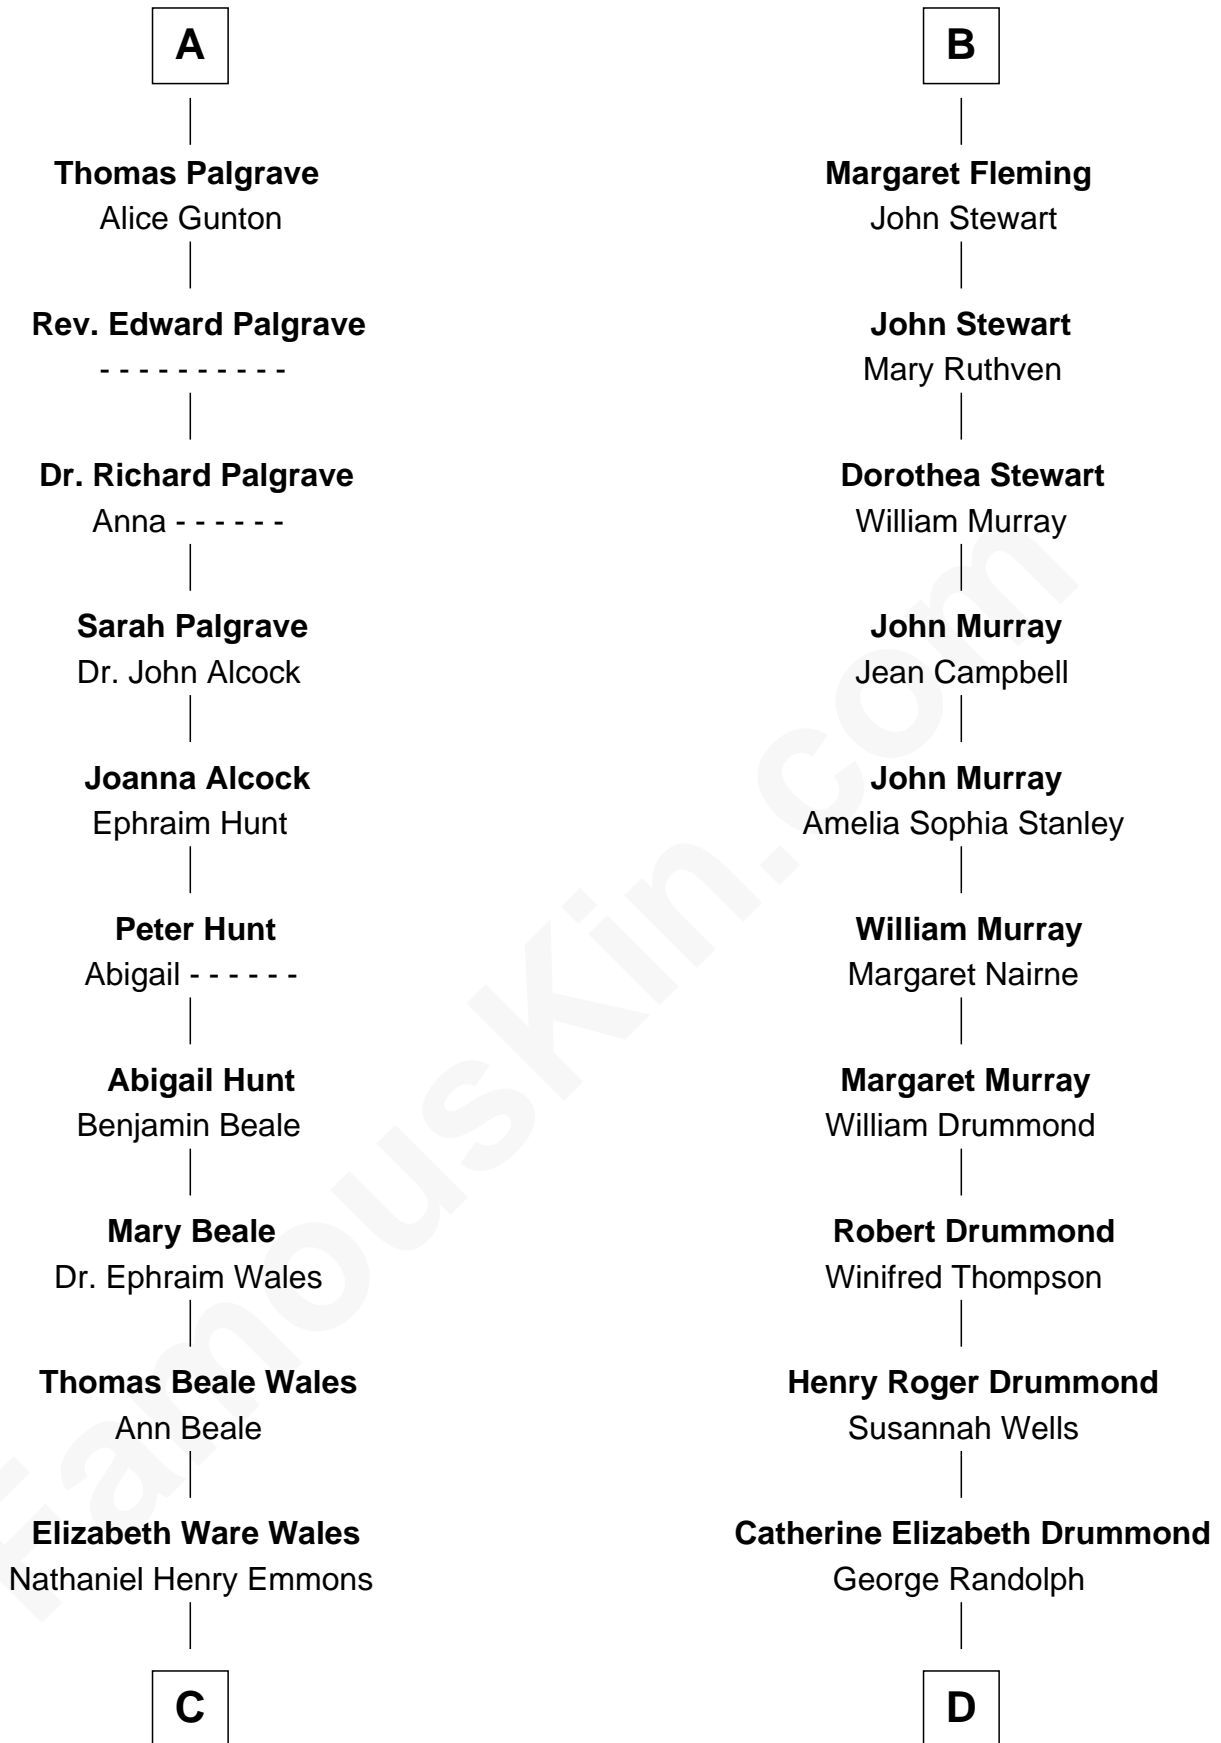 A
Thomas Palgrave
Alice Gunton
Rev. Edward Palgrave
- - - - - - - - - -
Dr. Richard Palgrave
Anna - - - - - -
Sarah Palgrave
Dr. John Alcock
Joanna Alcock
Ephraim Hunt
Peter Hunt
Abigail - - - - - -
Abigail Hunt
Benjamin Beale
Mary Beale
Dr. Ephraim Wales
Thomas Beale Wales
Ann Beale
Elizabeth Ware Wales
Nathaniel Henry Emmons
C
B
Margaret Fleming
John Stewart
John Stewart
Mary Ruthven
Dorothea Stewart
William Murray
John Murray
Jean Campbell
John Murray
Amelia Sophia Stanley
William Murray
Margaret Nairne
Margaret Murray
William Drummond
Robert Drummond
Winifred Thompson
Henry Roger Drummond
Susannah Wells
Catherine Elizabeth Drummond
George Randolph
D
FamousKin.com